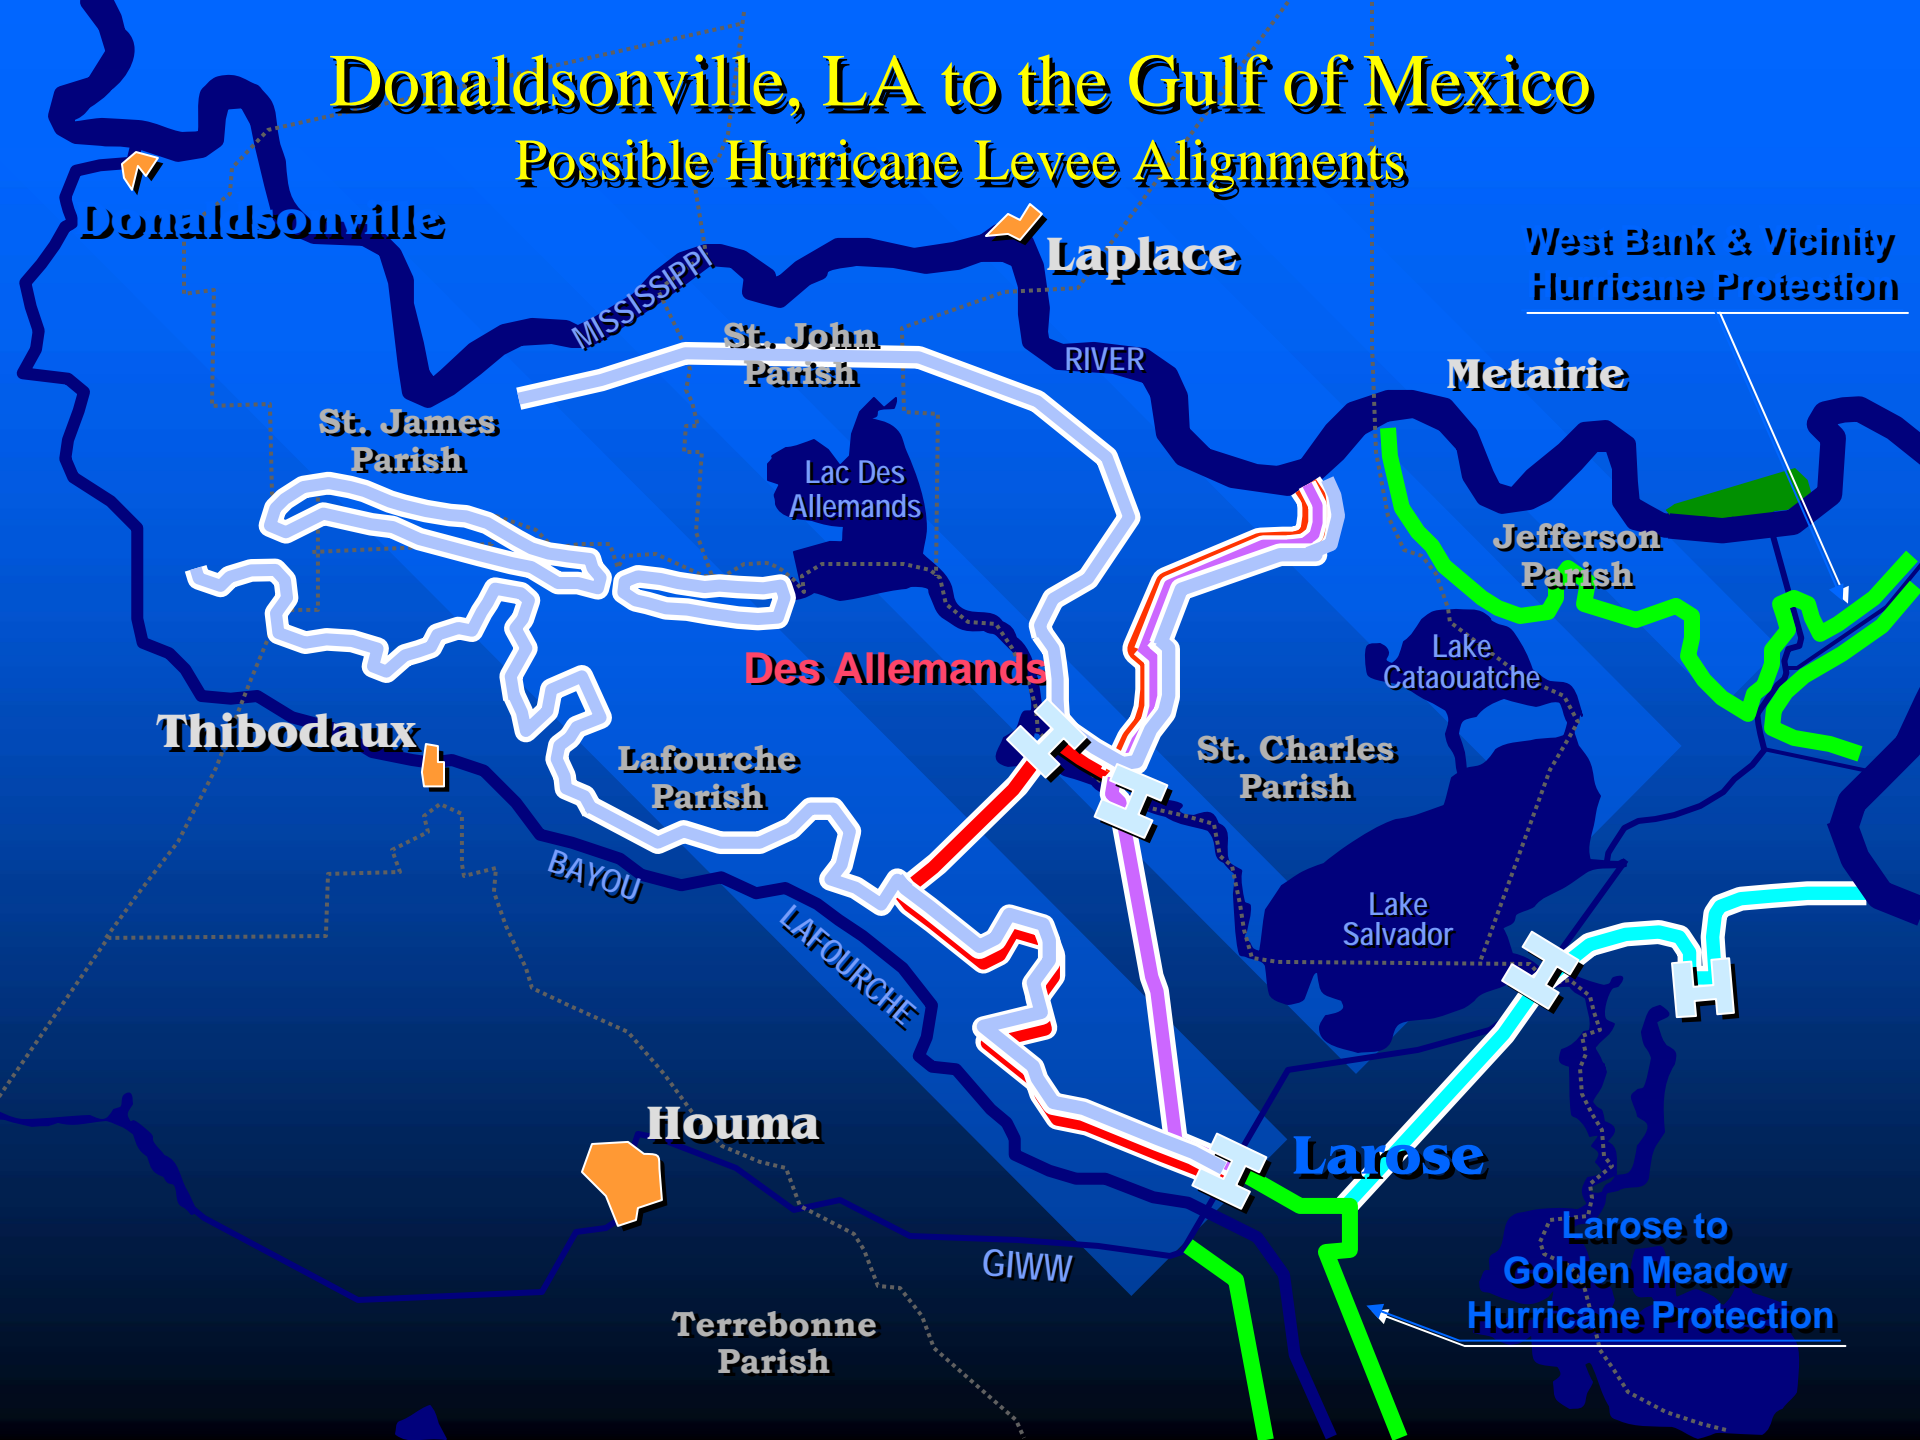 Donaldsonville, LA to the Gulf of Mexico
Possible Hurricane Levee Alignments
Donaldsonville
Laplace
West Bank & Vicinity
Hurricane Protection
MISSISSIPPI
St. John
Parish
RIVER
Metairie
St. James
Parish
Lac Des
Allemands
Jefferson
Parish
Lake
Cataouatche
Des Allemands
Thibodaux
Lafourche
Parish
St. Charles
Parish
BAYOU
LAFOURCHE
Lake
Salvador
Houma
Larose
GIWW
Larose to
Golden Meadow
Hurricane Protection
Terrebonne
Parish